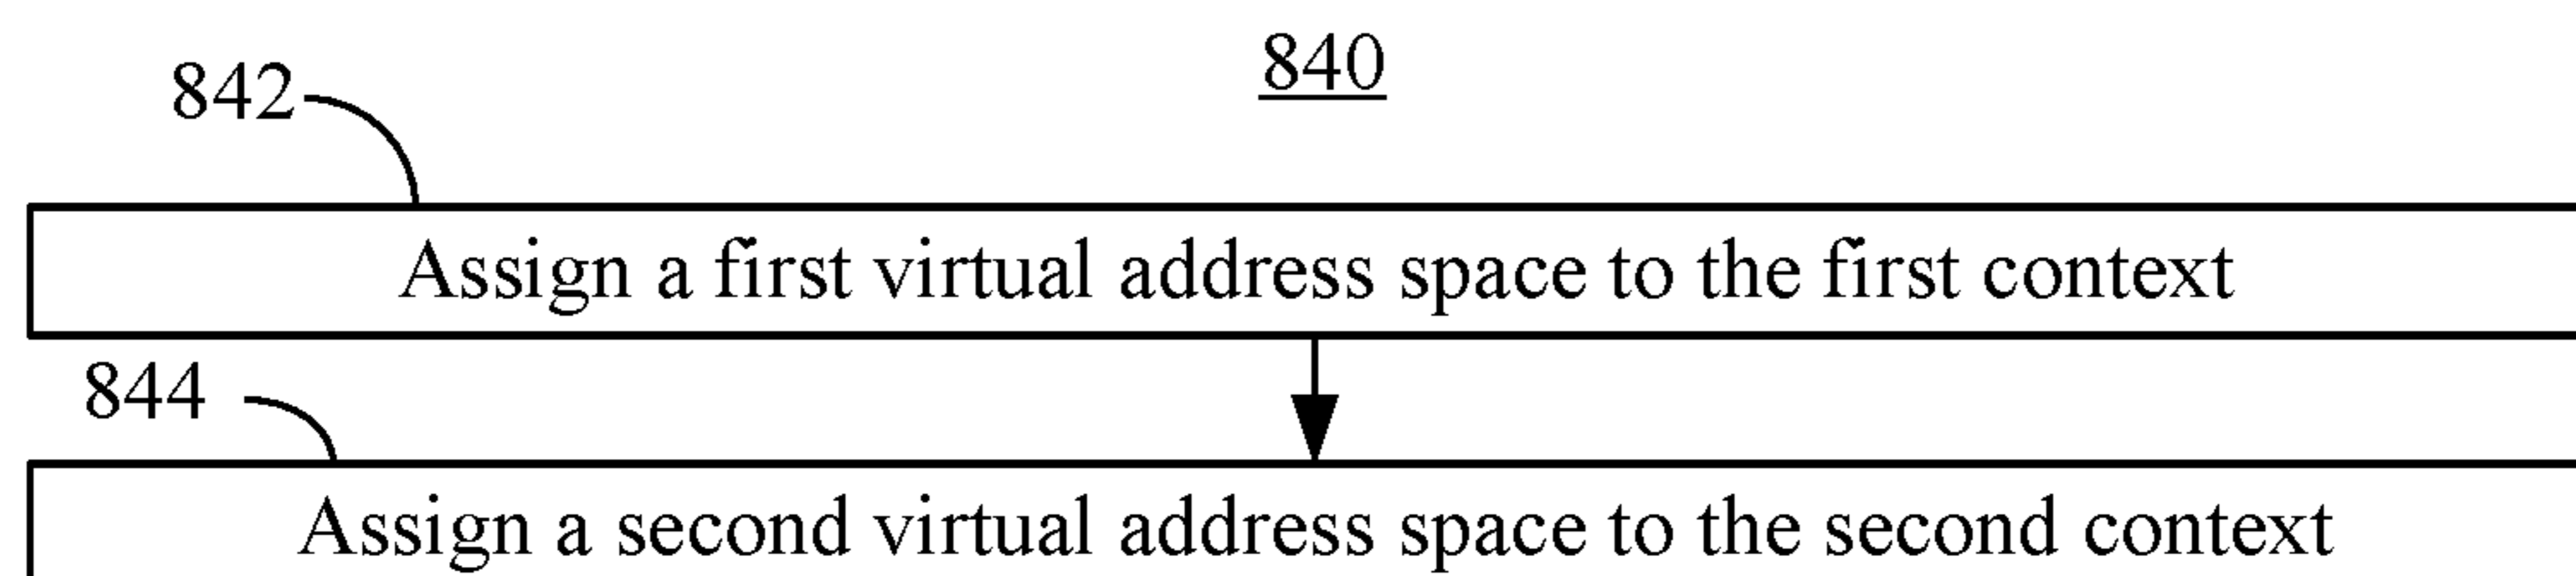 840
842
Assign a first virtual address space to the first context
844
Assign a second virtual address space to the second context